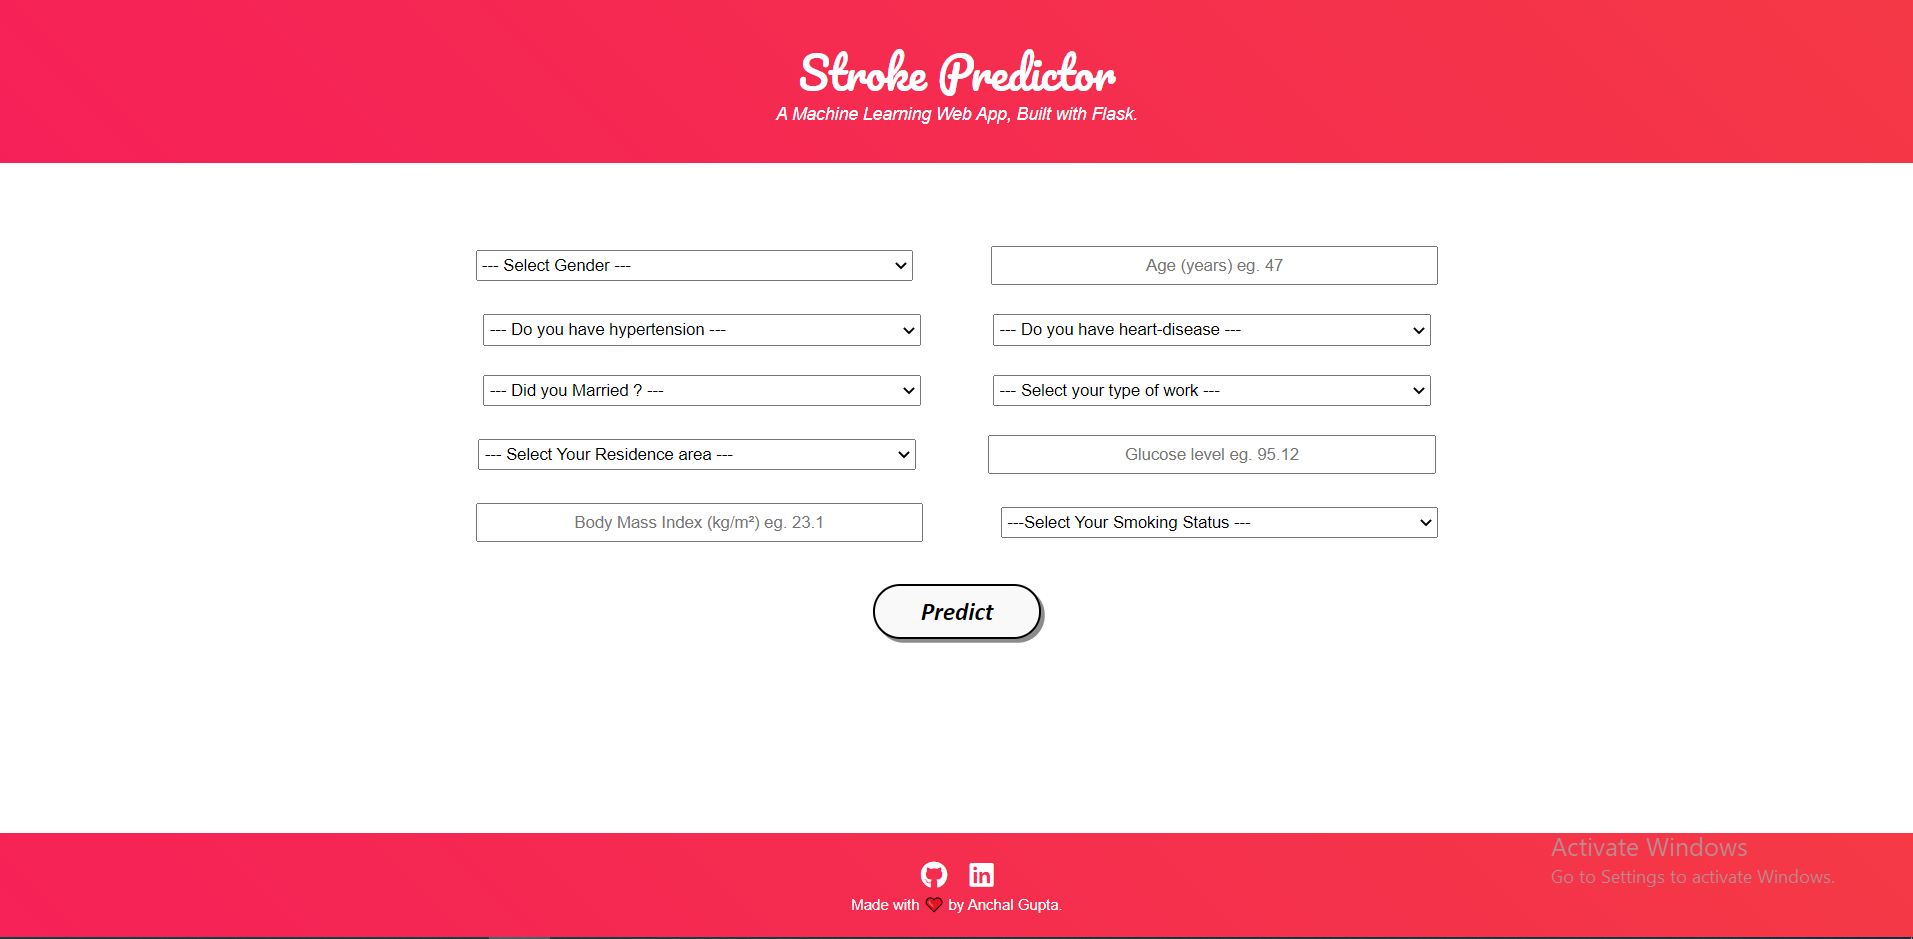 Stroke Predictor
A Machine Learning Web App, Built with Flask.
--- Select Gender ---
Age (years) eg. 47
--- Do you have hypertension ---
--- Do you have heart-disease ---
--- Did you Married ? ---
--- Select your type of work ---
--- Select Your Residence area ---
Glucose level eg. 95.12
Body Mass Index (kg/m²) eg. 23.1
---Select Your Smoking Status ---
Predict
Activate Windows
Go to Settings to activate Windows.
in
Made with ❤ by Anchal Gupta.